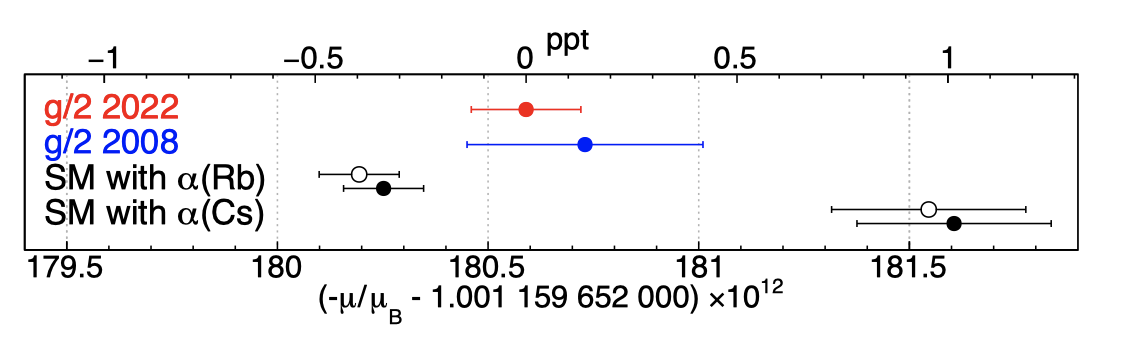 ppt
−1 −0.5 0 0.5 1
g/2 2022
g/2 2008
SM with α(Rb)
SM with α(Cs)
179.5 180 180.5 181 181.5
(-μ/μB - 1.001 159 652 000) ×10¹²